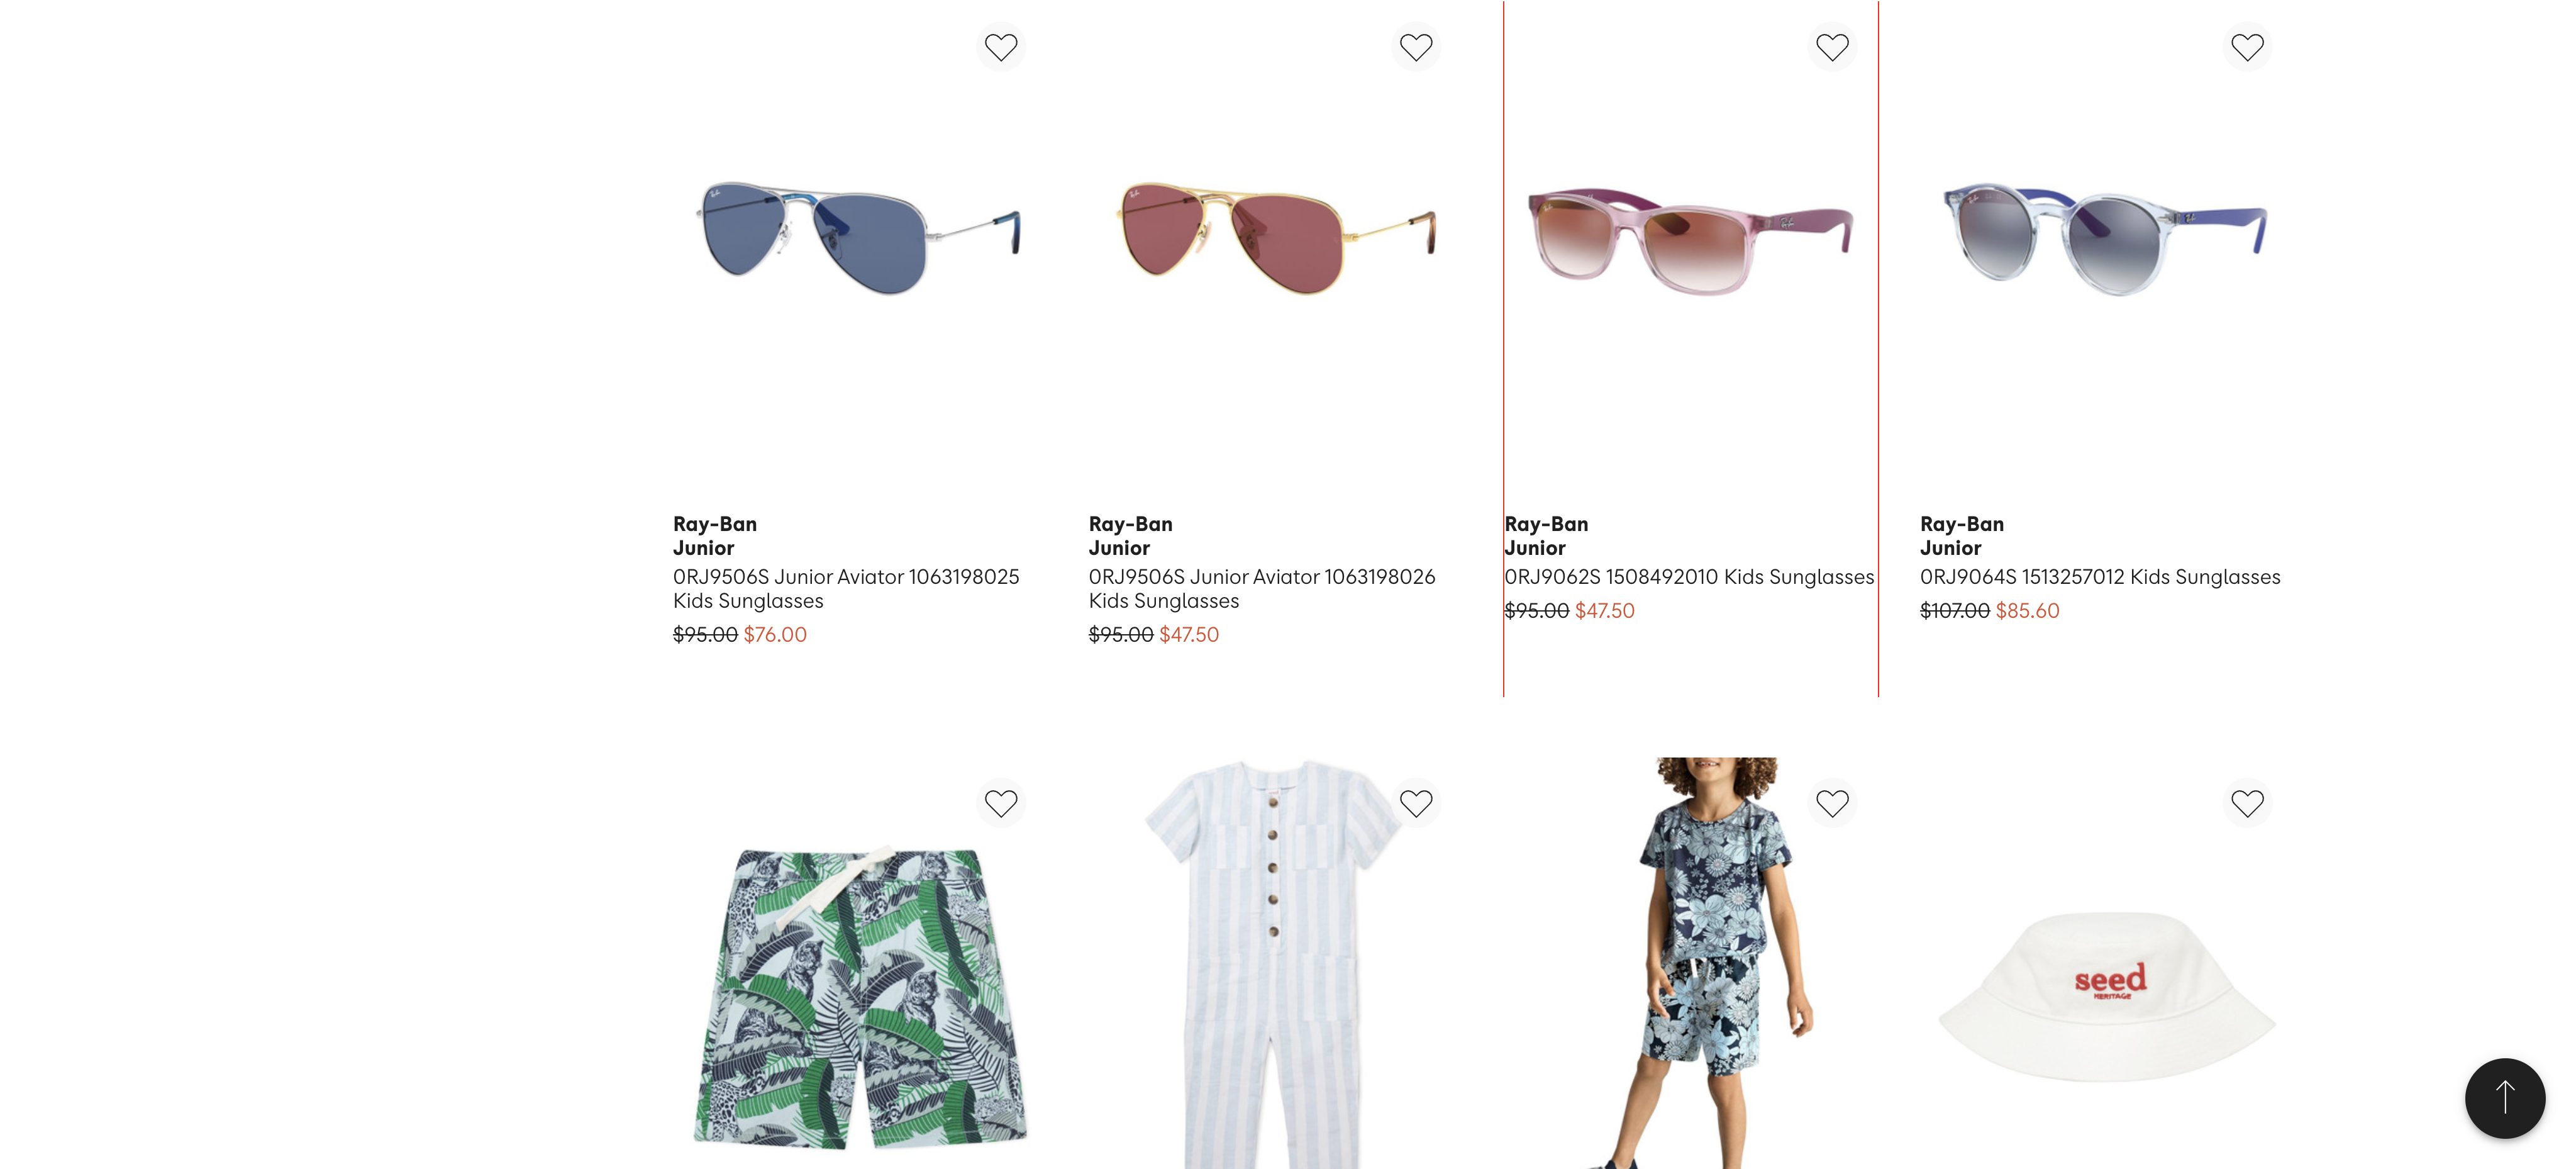 Ray-Ban
Junior
0RJ9506S Junior Aviator 1063198025
Kids Sunglasses
$95.00 $76.00
Ray-Ban
Junior
0RJ9506S Junior Aviator 1063198026
Kids Sunglasses
$95.00 $47.50
Ray-Ban
Junior
0RJ9062S 1508492010 Kids Sunglasses
$95.00 $47.50
Ray-Ban
Junior
0RJ9064S 1513257012 Kids Sunglasses
$107.00 $85.60
seed
HERITAGE